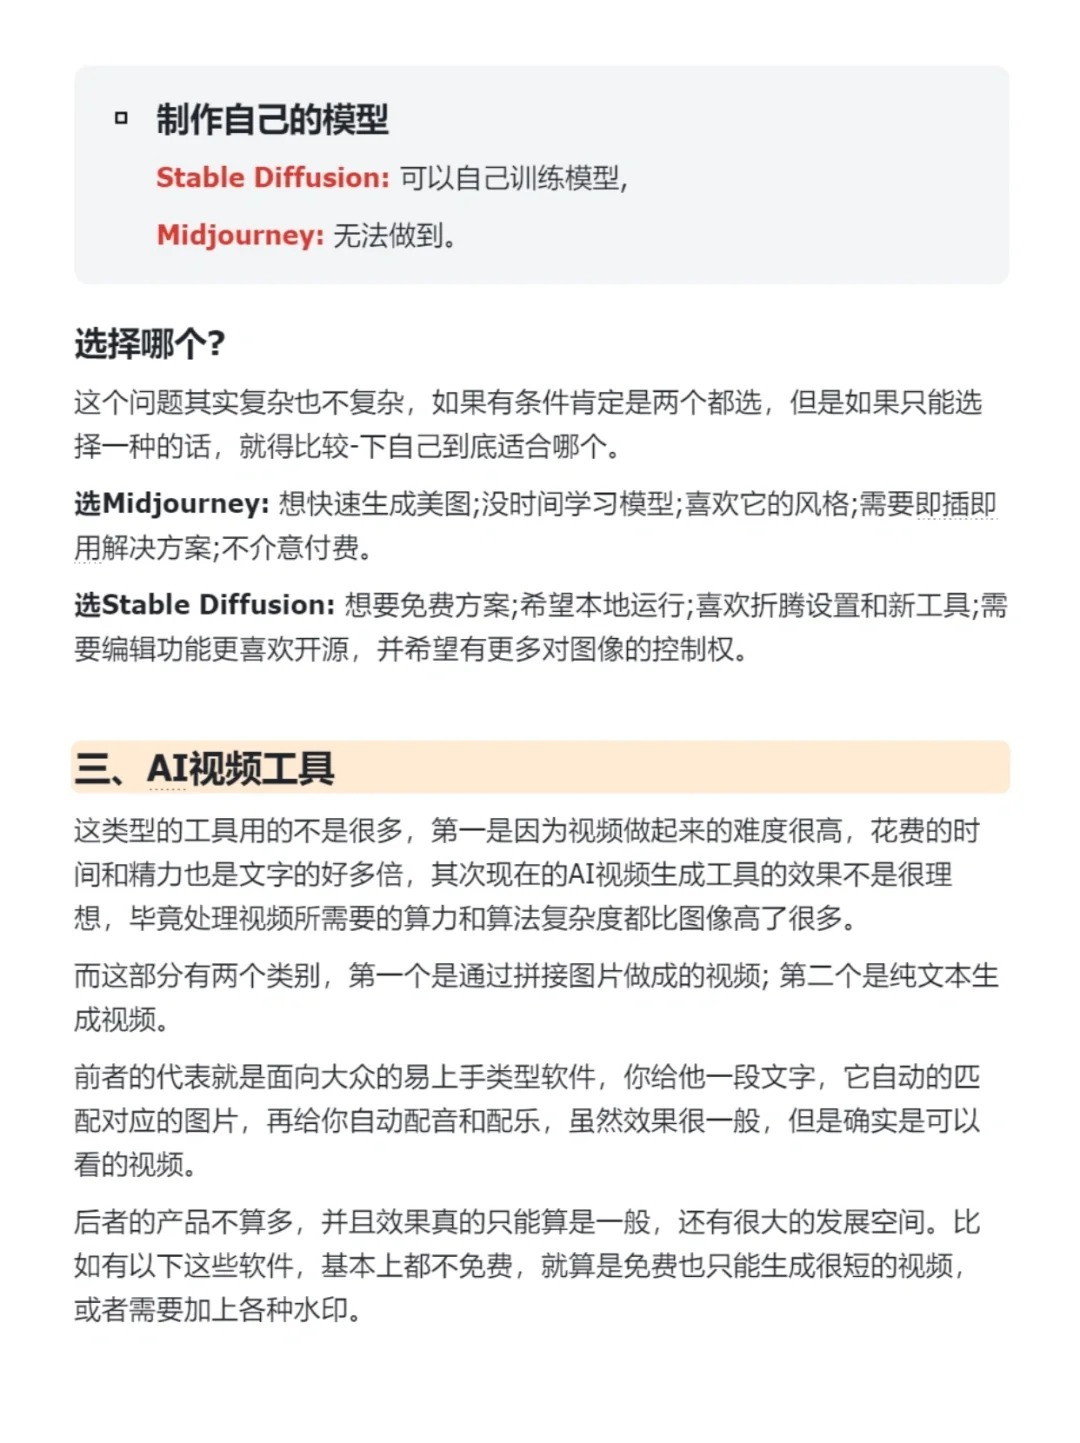 制作自己的模型
Stable Diffusion: 可以自己训练模型,
Midjourney: 无法做到。
选择哪个?
这个问题其实复杂也不复杂，如果有条件肯定是两个都选，但是如果只能选
择一种的话，就得比较-下自己到底适合哪个。
选Midjourney: 想快速生成美图;没时间学习模型;喜欢它的风格;需要即插即
用解决方案;不介意付费。
选Stable Diffusion: 想要免费方案;希望本地运行;喜欢折腾设置和新工具;需
要编辑功能更喜欢开源，并希望有更多对图像的控制权。
三、AI视频工具
这类型的工具用的不是很多，第一是因为视频做起来的难度很高，花费的时
间和精力也是文字的好多倍，其次现在的AI视频生成工具的效果不是很理
想，毕竟处理视频所需要的算力和算法复杂度都比图像高了很多。
而这部分有两个类别，第一个是通过拼接图片做成的视频; 第二个是纯文本生
成视频。
前者的代表就是面向大众的易上手类型软件，你给他一段文字，它自动的匹
配对应的图片，再给你自动配音和配乐，虽然效果很一般，但是确实是可以
看的视频。
后者的产品不算多，并且效果真的只能算是一般，还有很大的发展空间。比
如有以下这些软件，基本上都不免费，就算是免费也只能生成很短的视频，
或者需要加上各种水印。